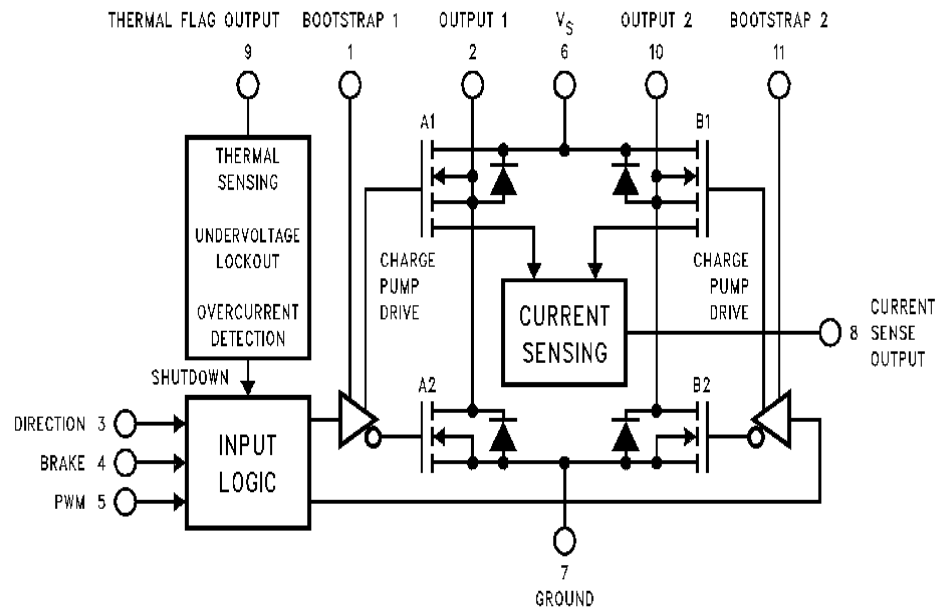 THERMAL FLAG OUTPUT BOOTSTRAP 1 OUTPUT 1 VS OUTPUT 2 BOOTSTRAP 2
9 1 2 6 10 11
A1 B1
THERMAL
SENSING
UNDERVOLTAGE
LOCKOUT
OVERCURRENT
DETECTION
CHARGE
PUMP
DRIVE
CURRENT
SENSING
CHARGE
PUMP
DRIVE
8 CURRENT
SENSE
OUTPUT
SHUTDOWN
A2 B2
DIRECTION 3
BRAKE 4
PWM 5
INPUT
LOGIC
7
GROUND